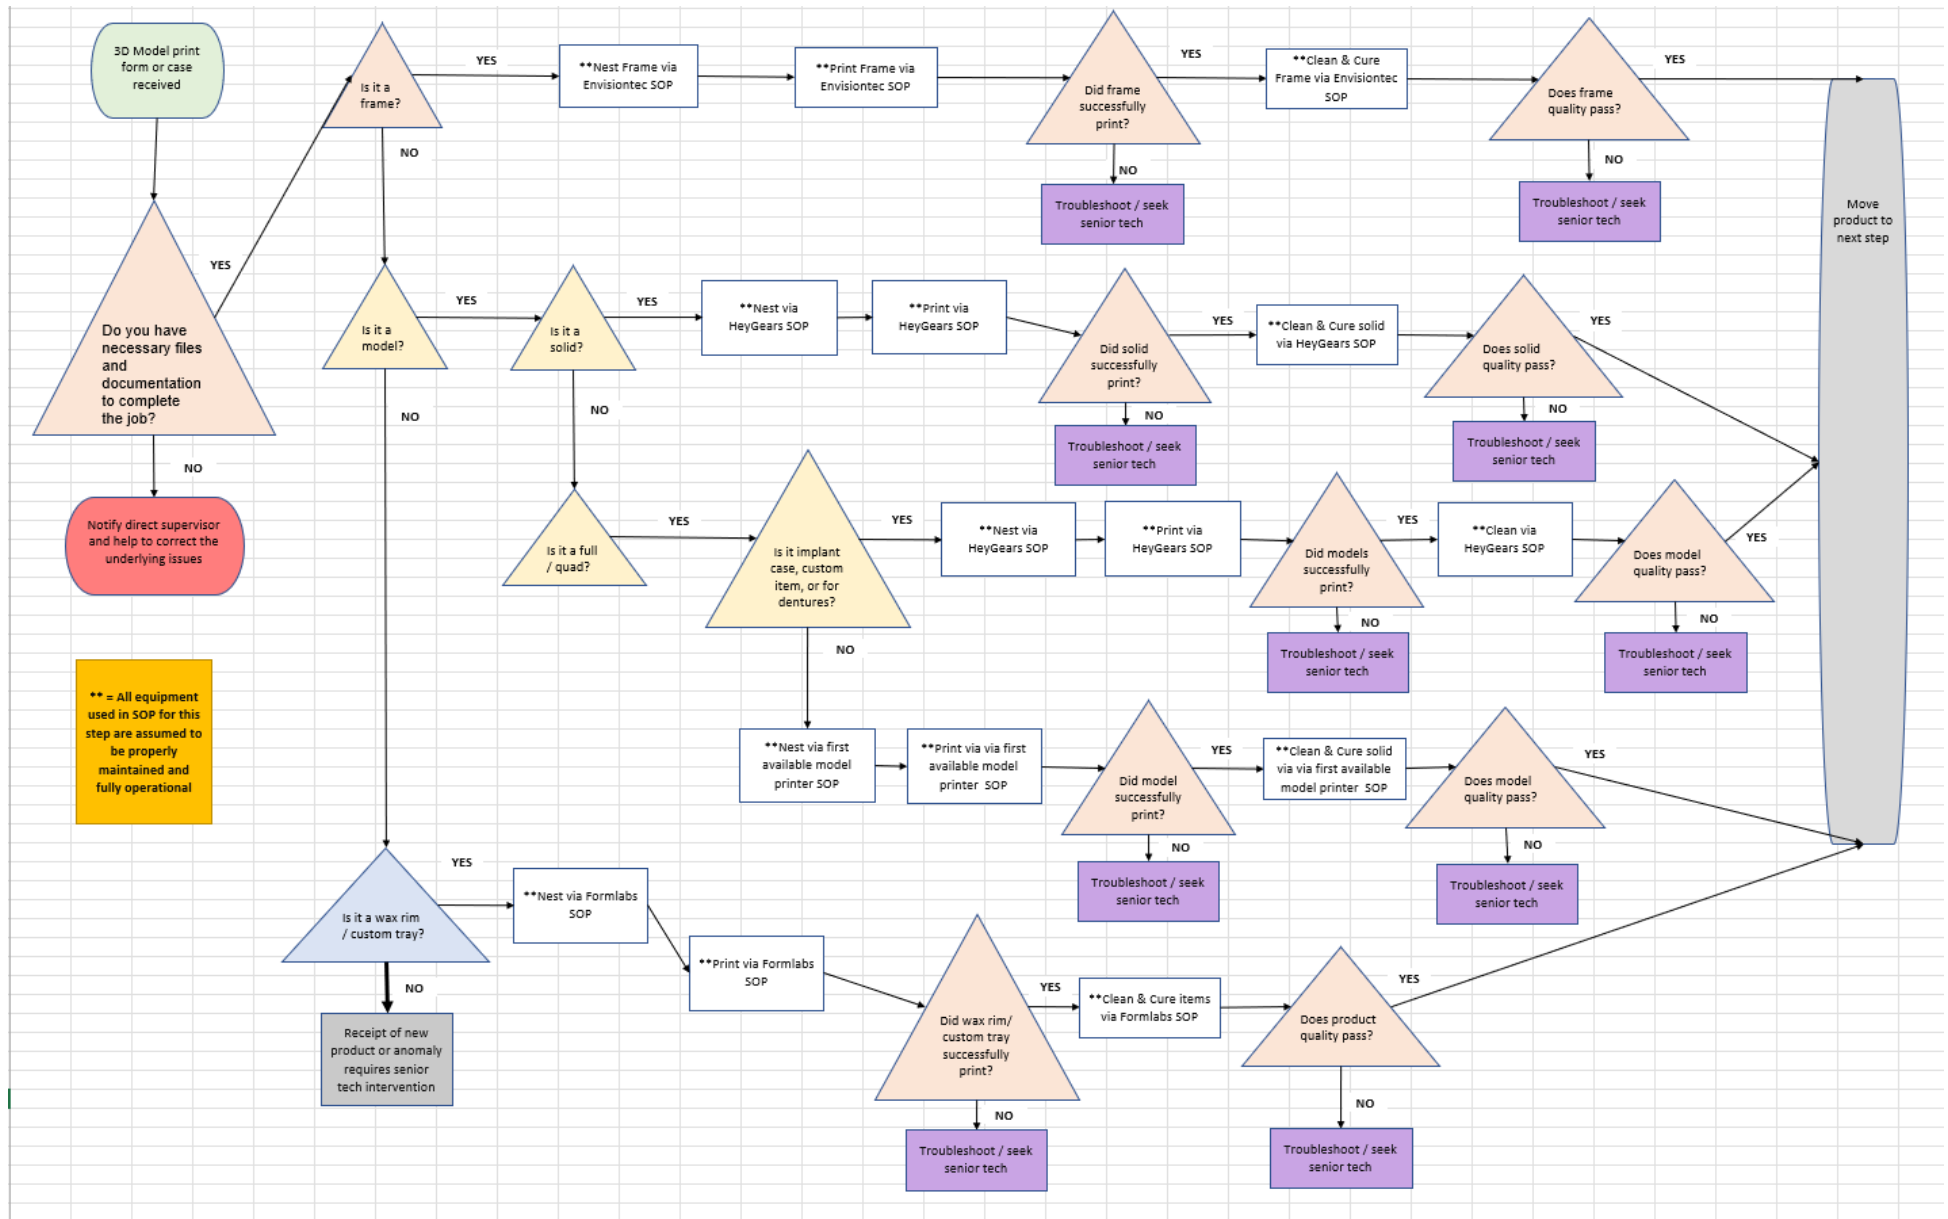 3D Model print
form or case
received
Is it a
frame?
YES
**Nest Frame via
Envisiontec SOP
**Print Frame via
Envisiontec SOP
Did frame
successfully
print?
YES
**Clean & Cure
Frame via Envisiontec
SOP
Does frame
quality pass?
YES
NO
NO
Troubleshoot / seek
senior tech
NO
Troubleshoot / seek
senior tech
Move
product to
next step
YES
Do you have
necessary files
and
documentation
to complete
the job?
NO
Notify direct supervisor
and help to correct the
underlying issues
Is it a
model?
YES
Is it a
solid?
YES
**Nest via
HeyGears SOP
**Print via
HeyGears SOP
Did solid
successfully
print?
YES
**Clean & Cure solid
via HeyGears SOP
Does solid
quality pass?
YES
NO
NO
NO
Troubleshoot / seek
senior tech
NO
Troubleshoot / seek
senior tech
Is it a full
/ quad?
YES
Is it implant
case, custom
item, or for
dentures?
YES
**Nest via
HeyGears SOP
**Print via
HeyGears SOP
Did models
successfully
print?
YES
**Clean via
HeyGears SOP
Does model
quality pass?
YES
NO
NO
Troubleshoot / seek
senior tech
NO
Troubleshoot / seek
senior tech
** = All equipment
used in SOP for this
step are assumed to
be properly
maintained and
fully operational
**Nest via first
available model
printer SOP
**Print via via first
available model
printer SOP
Did model
successfully
print?
YES
**Clean & Cure solid
via via first available
model printer SOP
Does model
quality pass?
YES
NO
Troubleshoot / seek
senior tech
NO
Troubleshoot / seek
senior tech
Is it a wax rim
/ custom tray?
YES
**Nest via Formlabs
SOP
**Print via Formlabs
SOP
Did wax rim/
custom tray
successfully
print?
YES
**Clean & Cure items
via Formlabs SOP
Does product
quality pass?
YES
NO
Receipt of new
product or anomaly
requires senior
tech intervention
NO
Troubleshoot / seek
senior tech
NO
Troubleshoot / seek
senior tech